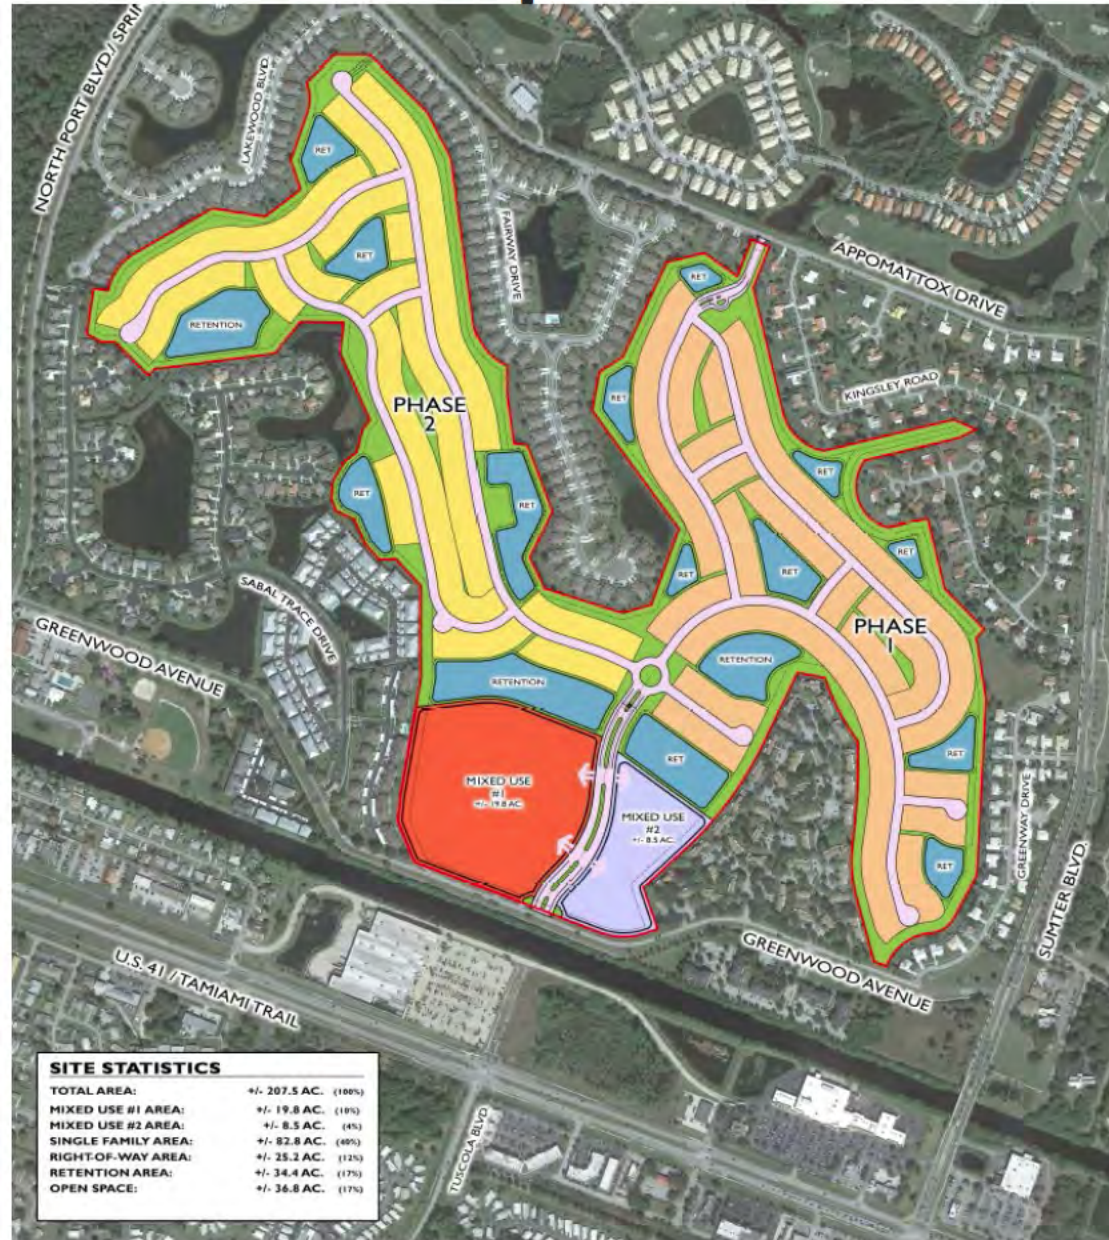 NORTH PORT BLVD./ SPRI
LAKEWOOD BLVD.
RET
FAIRWAY DRIVE
RET
APPOMATTOX DRIVE
RET
RETENTION
KINGSLEY ROAD
RET
PHASE
2
RET
RET
RET
RET
RET
RET
SABAL TRACE DRIVE
GREENWOOD AVENUE
PHASE
1
RETENTION
RETENTION
RET
RET
MIXED USE
#1
+/- 19.8 AC.
MIXED USE
#2
+/- 8.5 AC.
GREENWAY DRIVE
RET
SUMTER BLVD.
GREENWOOD AVENUE
U.S. 41 / TAMIAMI TRAIL
TUSCOLA BLVD
SITE STATISTICS
TOTAL AREA: +/- 207.5 AC. (100%)
MIXED USE #1 AREA: +/- 19.8 AC. (10%)
MIXED USE #2 AREA: +/- 8.5 AC. (4%)
SINGLE FAMILY AREA: +/- 82.8 AC. (40%)
RIGHT-OF-WAY AREA: +/- 25.2 AC. (12%)
RETENTION AREA: +/- 34.4 AC. (17%)
OPEN SPACE: +/- 36.8 AC. (17%)